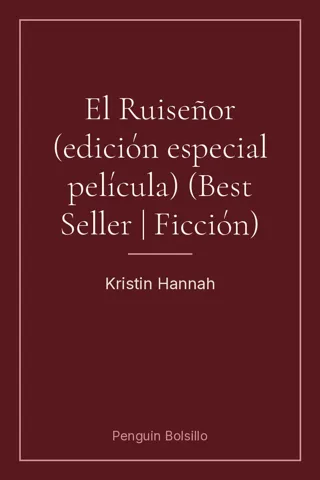 El Ruiseñor
(edición especial
película) (Best
Seller | Ficción)
Kristin Hannah
Penguin Bolsillo